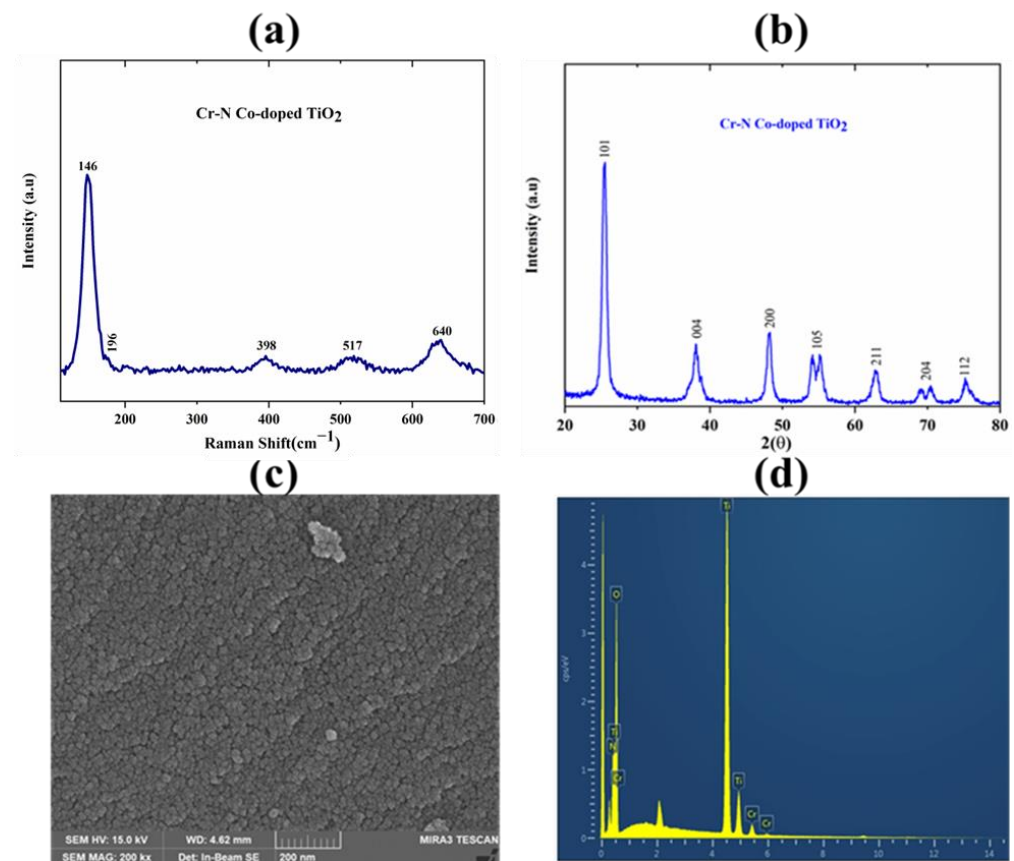 (a)
Cr-N Co-doped TiO2
146
196
398
517
640
Intensity (a.u)
200 300 400 500 600 700
Raman Shift(cm−1)
(b)
Cr-N Co-doped TiO2
101
004
200
105
211
204
112
Intensity (a.u)
20 30 40 50 60 70 80
2(θ)
(c)
SEM HV: 15.0 kV WD: 4.62 mm MIRA3 TESCAN
SEM MAG: 200 kx Det: In-Beam SE 200 nm
(d)
Ti
O
Ti
N
Cr
Ti
Cr
Cr
cps/eV
4
3
2
1
0
0 2 4 6 8 10 12 14